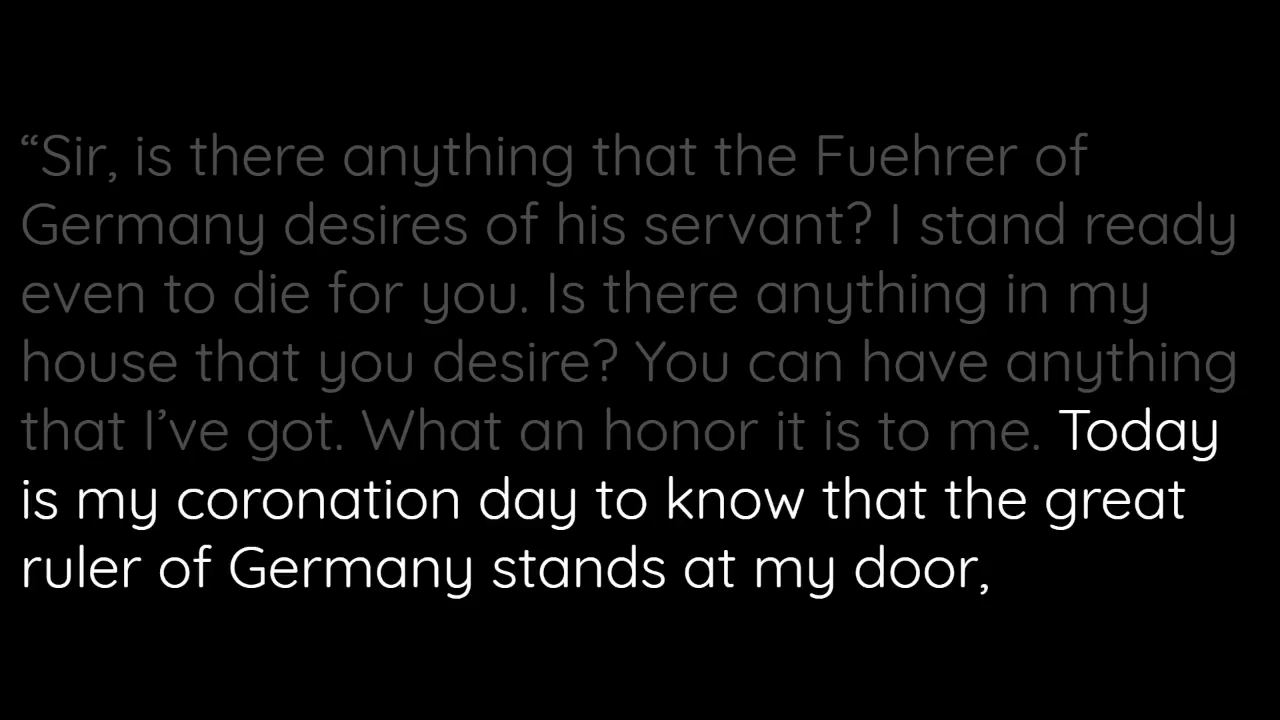 “Sir, is there anything that the Fuehrer of
Germany desires of his servant? I stand ready
even to die for you. Is there anything in my
house that you desire? You can have anything
that I’ve got. What an honor it is to me. Today
is my coronation day to know that the great
ruler of Germany stands at my door,